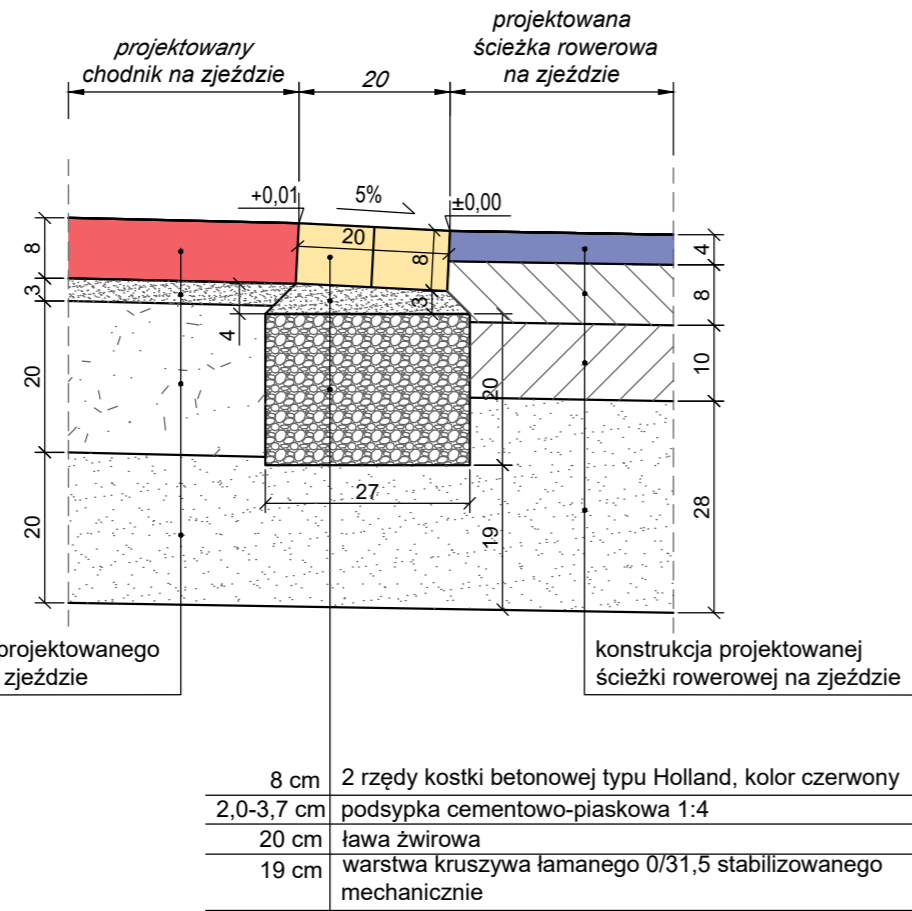 projektowany
chodnik na zjeździe
20
projektowana
ścieżka rowerowa
na zjeździe
+0,01
5%
±0,00
8
3
20
20
20
8
3
4
20
27
19
4
8
10
28
projektowanego
zjeździe
konstrukcja projektowanej
ścieżki rowerowej na zjeździe
8 cm 2 rzędy kostki betonowej typu Holland, kolor czerwony
2,0-3,7 cm podsypka cementowo-piaskowa 1:4
20 cm ława żwirowa
19 cm warstwa kruszywa łamanego 0/31,5 stabilizowanego
mechanicznie